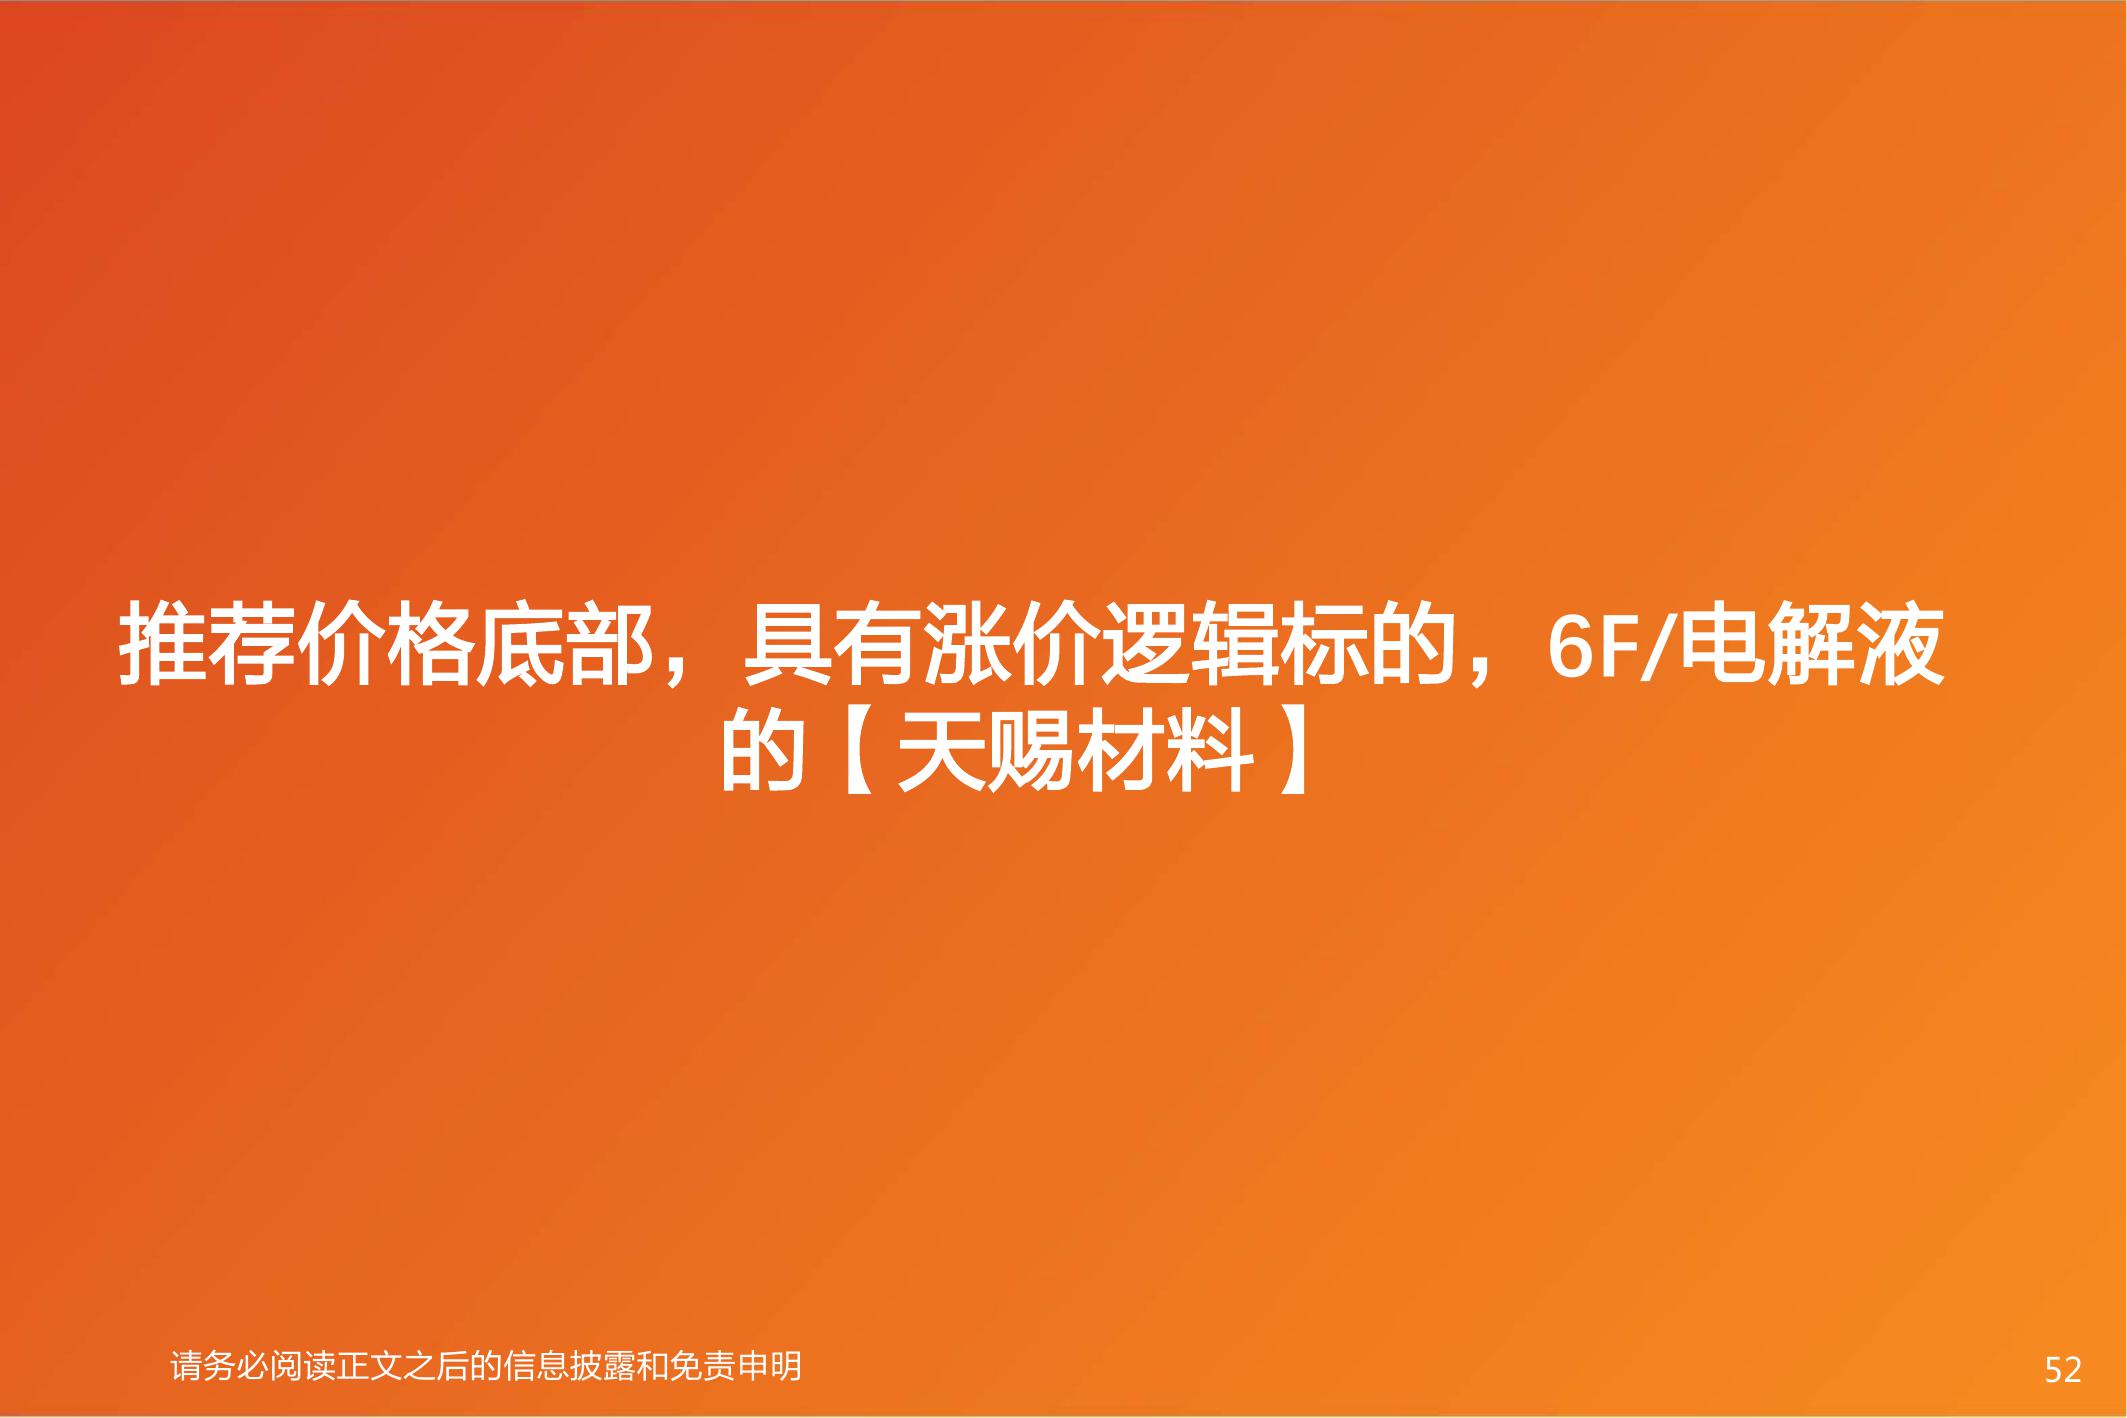 推荐价格底部，具有涨价逻辑标的，6F/电解液
的【天赐材料】
请务必阅读正文之后的信息披露和免责申明
52